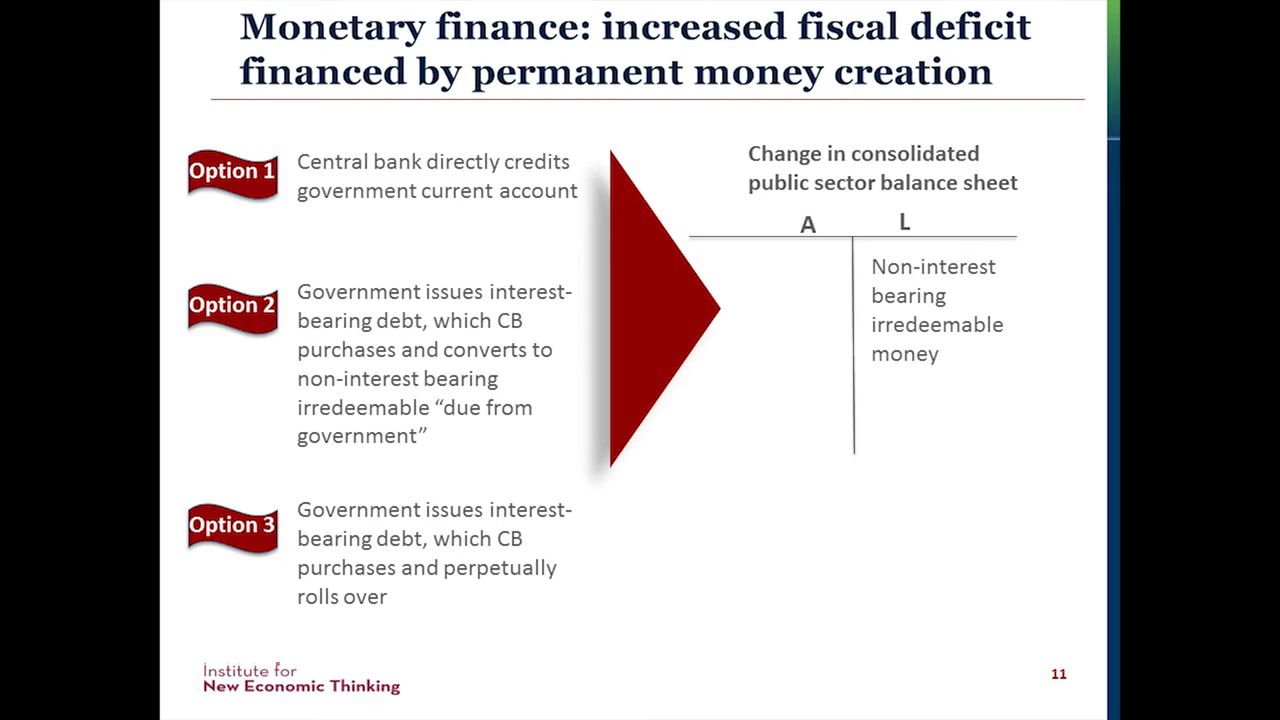 Monetary finance: increased fiscal deficit
financed by permanent money creation
Option 1
Central bank directly credits
government current account
Option 2
Government issues interest-
bearing debt, which CB
purchases and converts to
non-interest bearing
irredeemable “due from
government”
Option 3
Government issues interest-
bearing debt, which CB
purchases and perpetually
rolls over
Change in consolidated
public sector balance sheet
A L
Non-interest
bearing
irredeemable
money
Institute for
New Economic Thinking
11